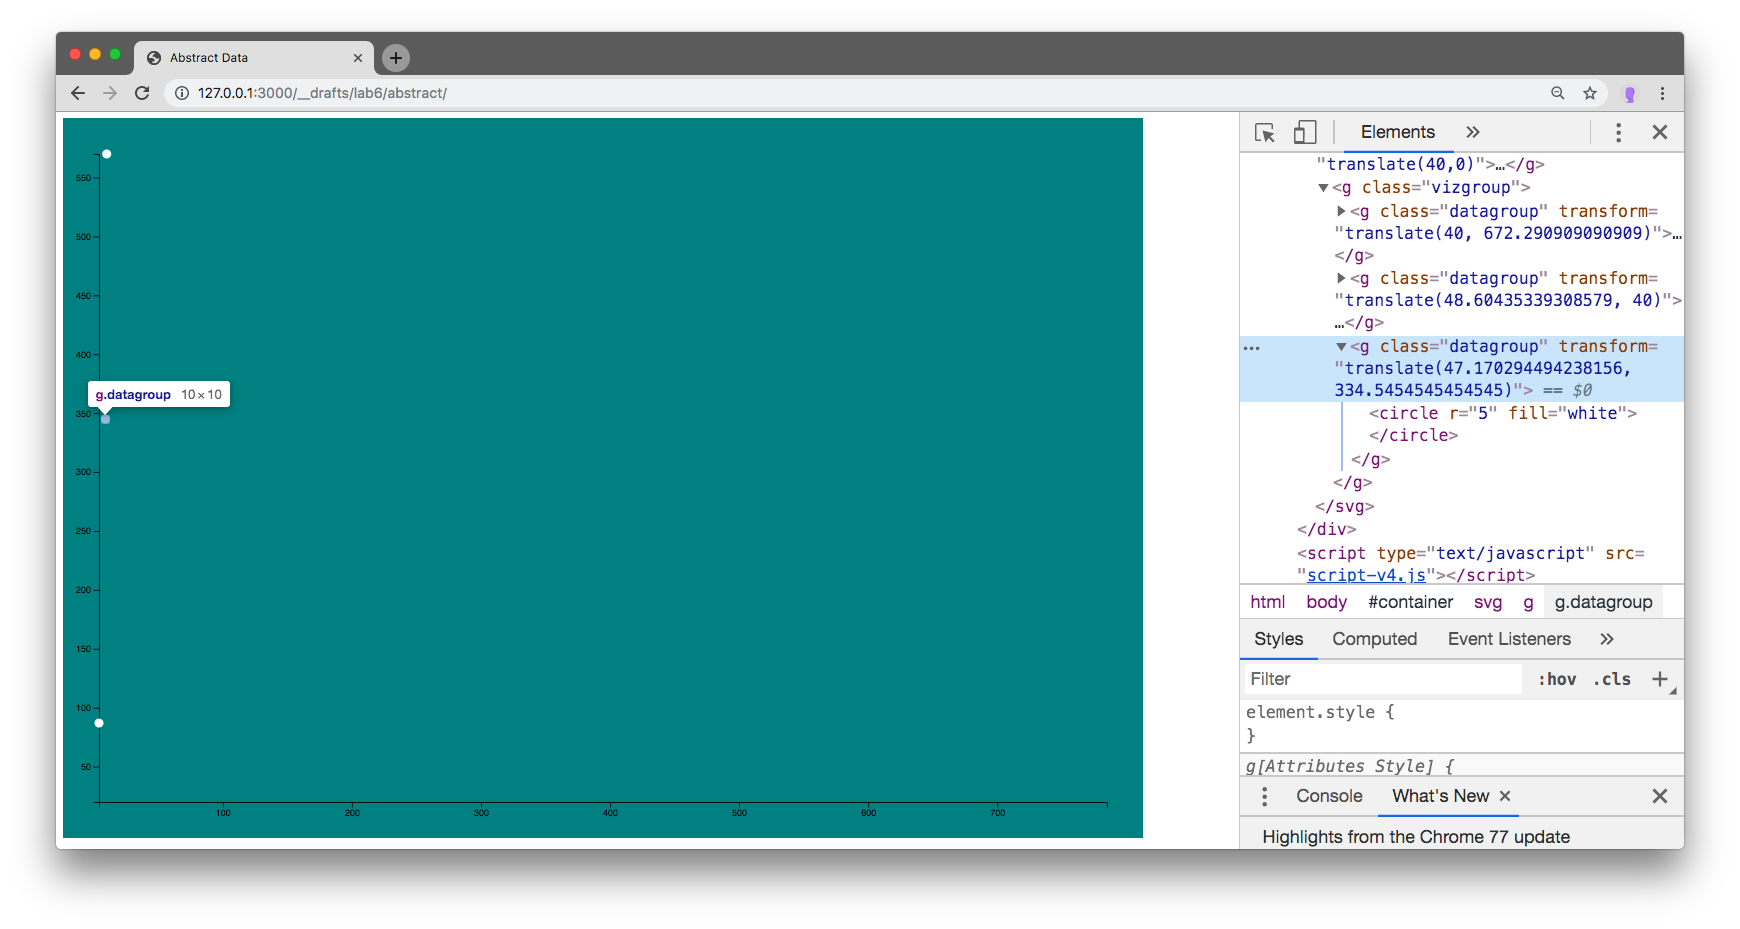 Abstract Data
127.0.0.1:3000/__drafts/lab6/abstract/
550
500
450
400
350
300
250
200
150
100
50
g.datagroup 10×10
100 200 300 400 500 600 700
Elements
"translate(40,0)">…</g>
<g class="vizgroup">
<g class="datagroup" transform=
"translate(40, 672.290909090909)">…
</g>
<g class="datagroup" transform=
"translate(48.60435339308579, 40)">
…</g>
<g class="datagroup" transform=
"translate(47.170294494238156,
334.5454545454545)"> == $0
<circle r="5" fill="white">
</circle>
</g>
</g>
</svg>
</div>
<script type="text/javascript" src=
"script-v4.js"></script>
html body #container svg g g.datagroup
Styles Computed Event Listeners
Filter :hov .cls
element.style {
}
g[Attributes Style] {
Console What's New
Highlights from the Chrome 77 update